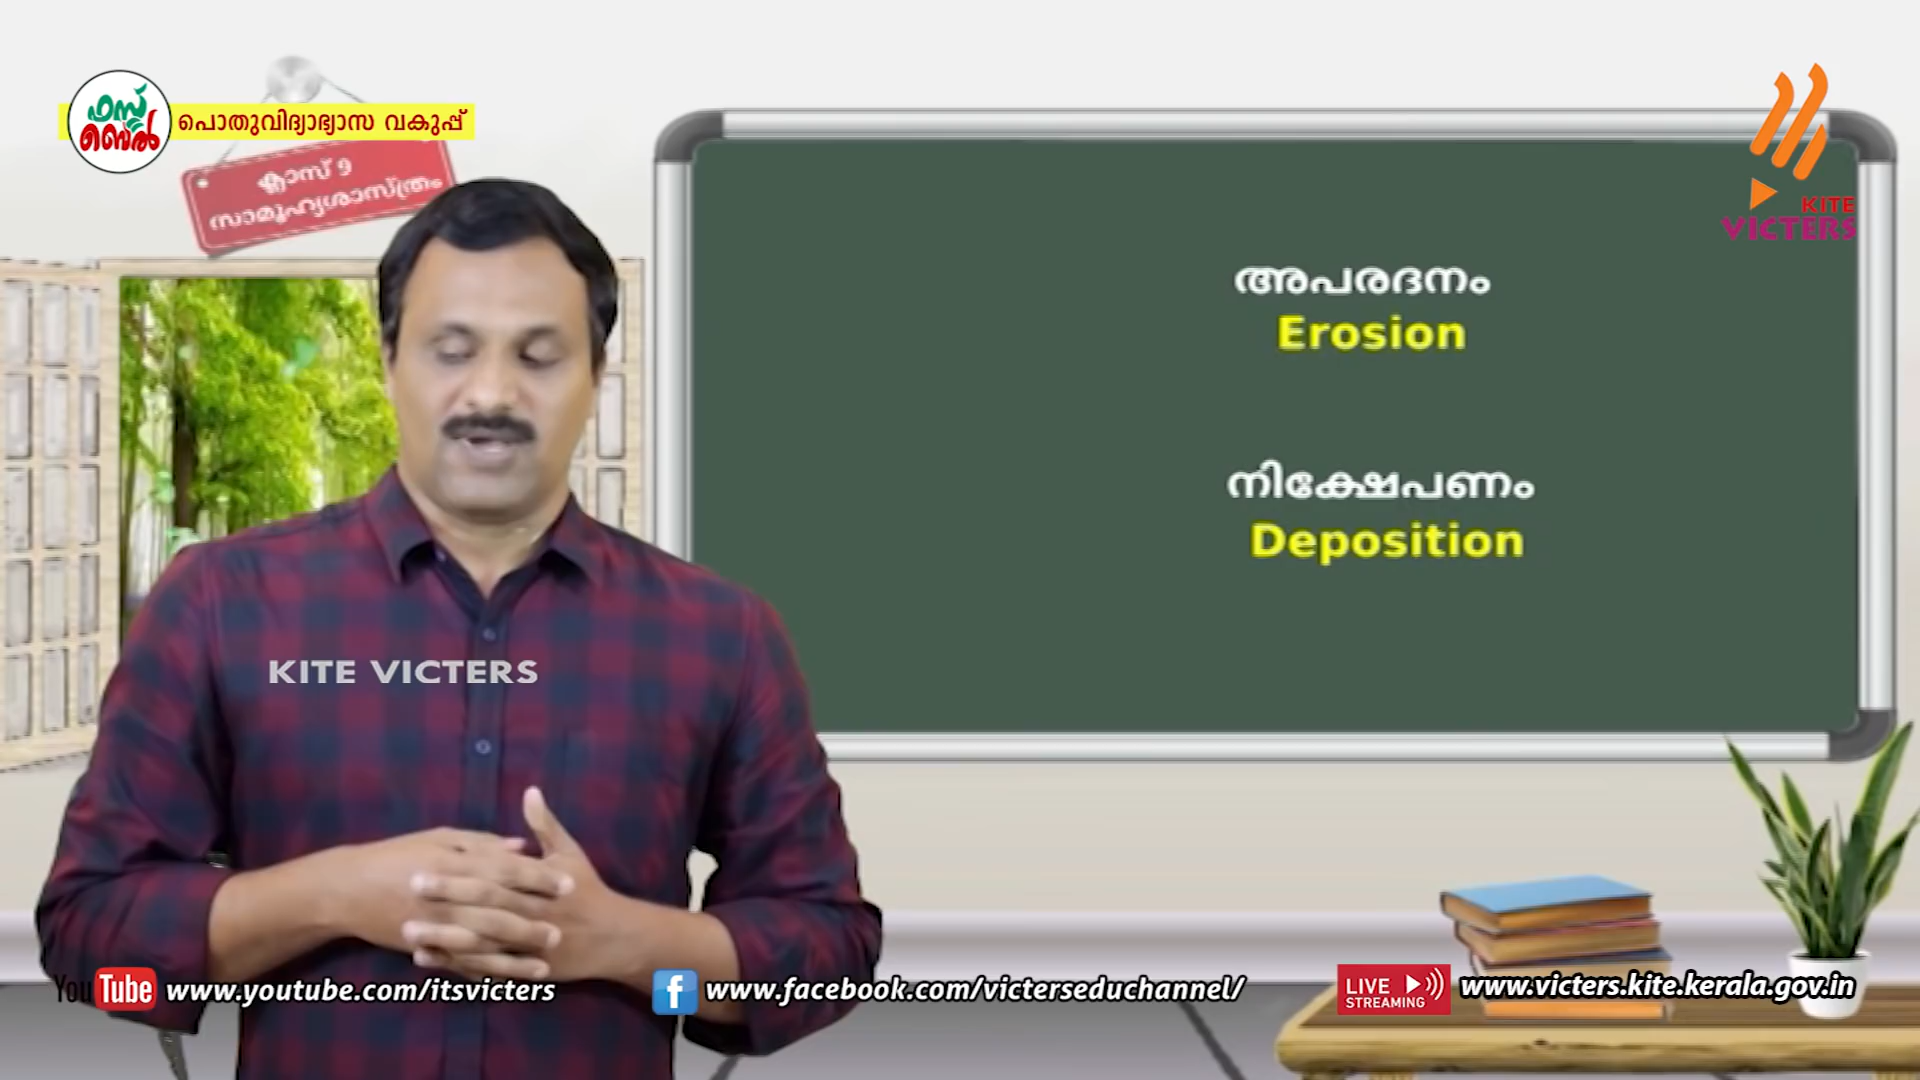 ഫസ്റ്റ്
ബെൽ
പൊതുവിദ്യാഭ്യാസ വകുപ്പ്
ക്ലാസ് 9
സാമൂഹ്യശാസ്ത്രം
KITE
VICTERS
അപരദനം
Erosion
നിക്ഷേപണം
Deposition
KITE VICTERS
YouTube www.youtube.com/itsvicters
f www.facebook.com/victerseduchannel/
LIVE
STREAMING
www.victers.kite.kerala.gov.in